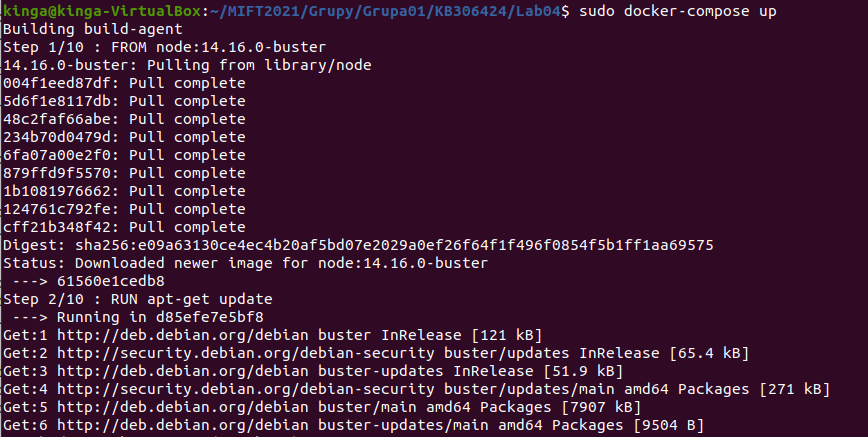 kinga@kinga-VirtualBox:~/MIFT2021/Grupy/Grupa01/KB306424/Lab04$ sudo docker-compose up
Building build-agent
Step 1/10 : FROM node:14.16.0-buster
14.16.0-buster: Pulling from library/node
004f1eed87df: Pull complete
5d6f1e8117db: Pull complete
48c2faf66abe: Pull complete
234b70d0479d: Pull complete
6fa07a00e2f0: Pull complete
879ffd9f5570: Pull complete
1b1081976662: Pull complete
124761c792fe: Pull complete
cff21b348f42: Pull complete
Digest: sha256:e09a63130ce4ec4b20af5bd07e2029a0ef26f64f1f496f0854f5b1ff1aa69575
Status: Downloaded newer image for node:14.16.0-buster
 ---> 61560e1cedb8
Step 2/10 : RUN apt-get update
 ---> Running in d85efe7e5bf8
Get:1 http://deb.debian.org/debian buster InRelease [121 kB]
Get:2 http://security.debian.org/debian-security buster/updates InRelease [65.4 kB]
Get:3 http://deb.debian.org/debian buster-updates InRelease [51.9 kB]
Get:4 http://security.debian.org/debian-security buster/updates/main amd64 Packages [271 kB]
Get:5 http://deb.debian.org/debian buster/main amd64 Packages [7907 kB]
Get:6 http://deb.debian.org/debian buster-updates/main amd64 Packages [9504 B]